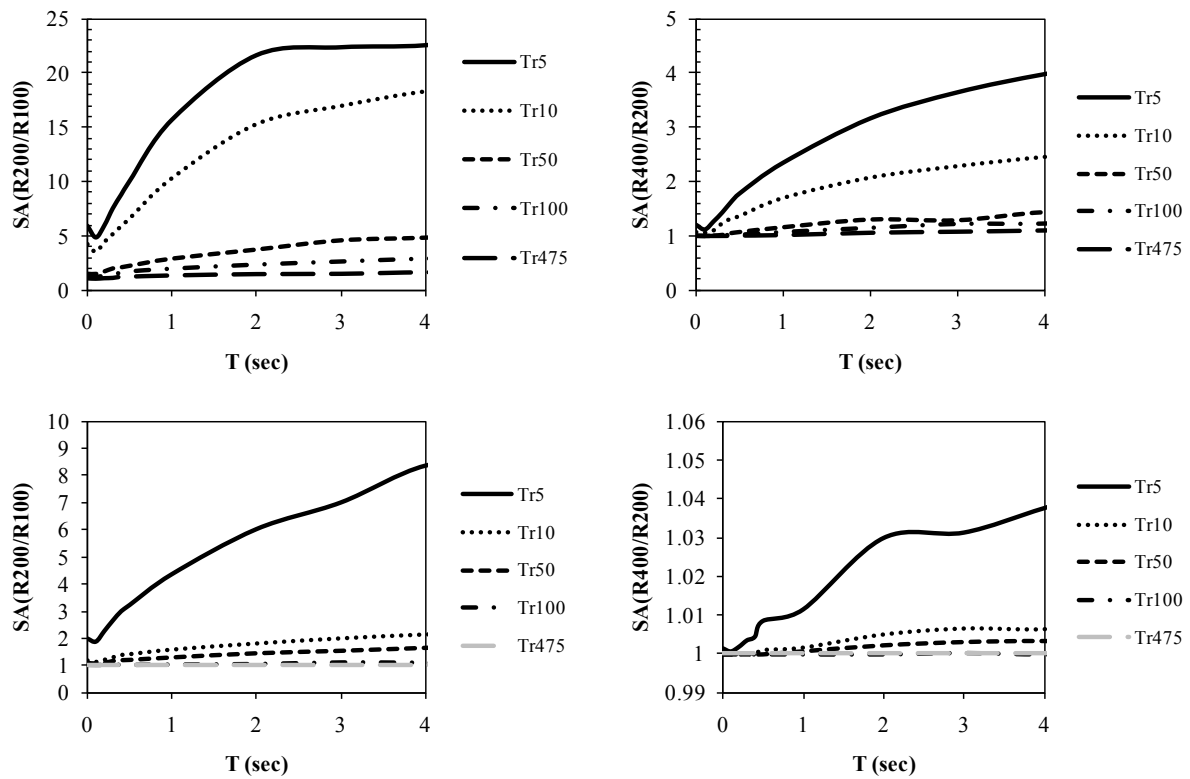 25
20
15
10
5
0
0 1 2 3 4
SA(R200/R100)
T (sec)
Tr5
Tr10
Tr50
Tr100
Tr475
5
4
3
2
1
0
0 1 2 3 4
SA(R400/R200)
T (sec)
Tr5
Tr10
Tr50
Tr100
Tr475
10
9
8
7
6
5
4
3
2
1
0
0 1 2 3 4
SA(R200/R100)
T (sec)
Tr5
Tr10
Tr50
Tr100
Tr475
1.06
1.05
1.04
1.03
1.02
1.01
1
0.99
0 1 2 3 4
SA(R400/R200)
T (sec)
Tr5
Tr10
Tr50
Tr100
Tr475